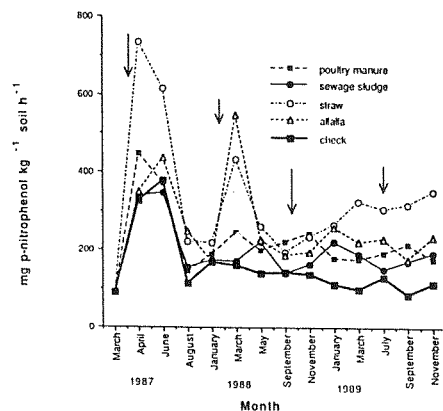 mg p-nitrophenol kg -1 soil h-1
800
600
400
200
0
poultry manure
sewage sludge
straw
alfalfa
check
March
April
June
August
January
March
May
September
November
January
March
July
September
November
1987
1988
1989
Month